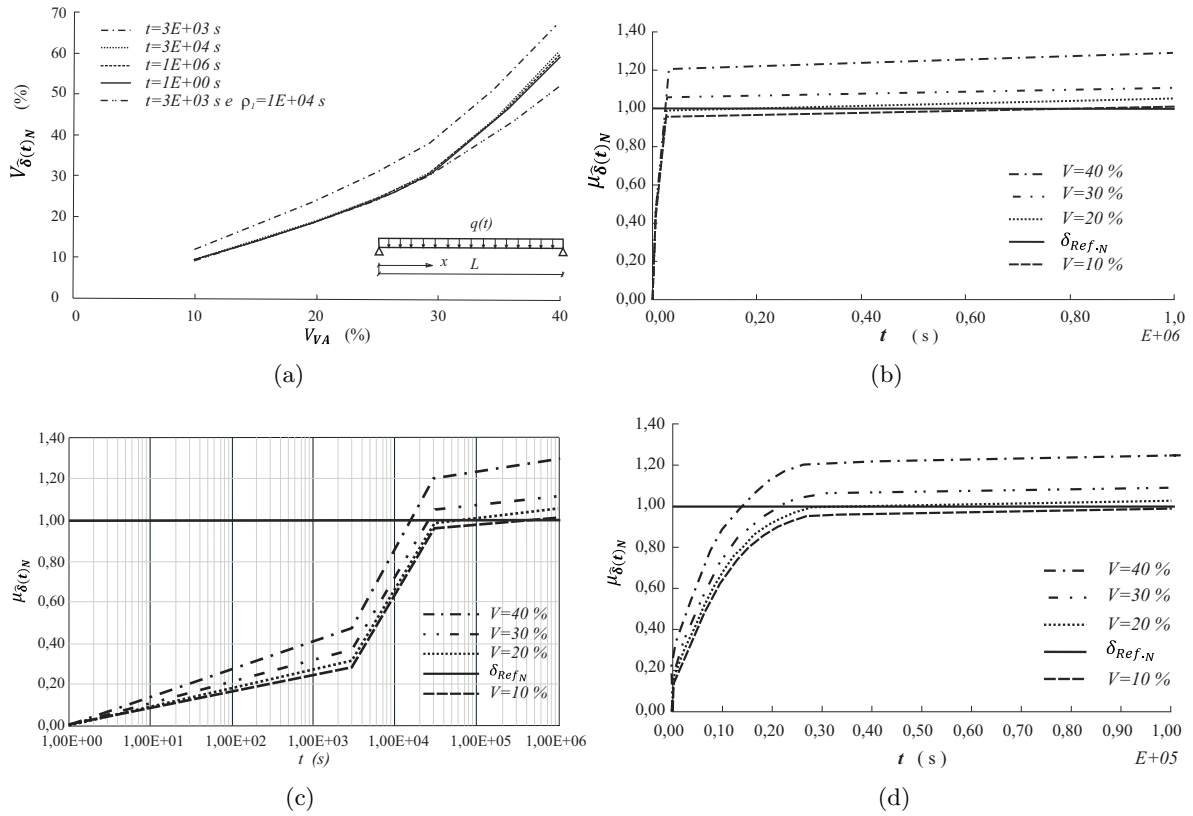 70
60
50
40
30
20
10
0
V_δ̂(t)_N (%)
t=3E+03 s
t=3E+04 s
t=1E+06 s
t=1E+00 s
t=3E+03 s e ρ₁=1E+04 s
q(t)
x
L
0 10 20 30 40
V_VA (%)
(a)
1,40
1,20
1,00
0,80
0,60
0,40
0,20
0,00
μ_δ̂(t)_N
V=40 %
V=30 %
V=20 %
δ_Ref._N
V=10 %
0,00 0,20 0,40 0,60 0,80 1,0
t (s) E+06
(b)
1,40
1,20
1,00
0,80
0,60
0,40
0,20
0,00
μ_δ̂(t)_N
V=40 %
V=30 %
V=20 %
δ_Ref_N
V=10 %
1,00E+00 1,00E+01 1,00E+02 1,00E+03 1,00E+04 1,00E+05 1,00E+06
t (s)
(c)
1,40
1,20
1,00
0,80
0,60
0,40
0,20
0,00
μ_δ̂(t)_N
V=40 %
V=30 %
V=20 %
δ_Ref._N
V=10 %
0,00 0,10 0,20 0,30 0,40 0,50 0,60 0,70 0,80 0,90 1,00
t (s) E+05
(d)